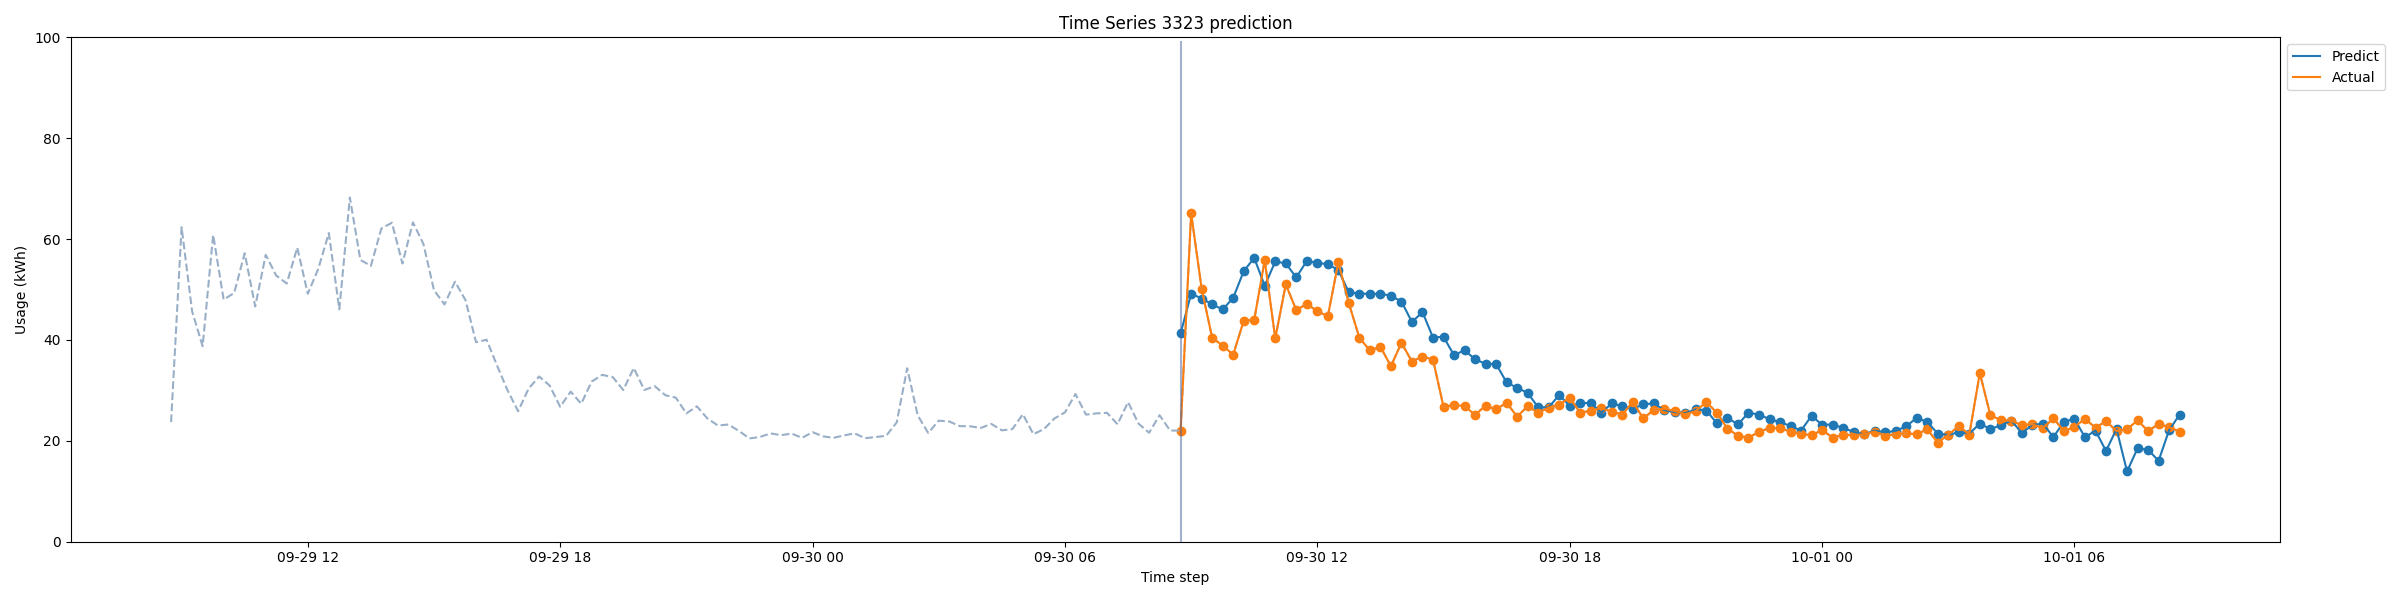 Time Series 3323 prediction
100
80
60
40
20
0
Usage (kWh)
09-29 12
09-29 18
09-30 00
09-30 06
09-30 12
09-30 18
10-01 00
10-01 06
Time step
Predict
Actual